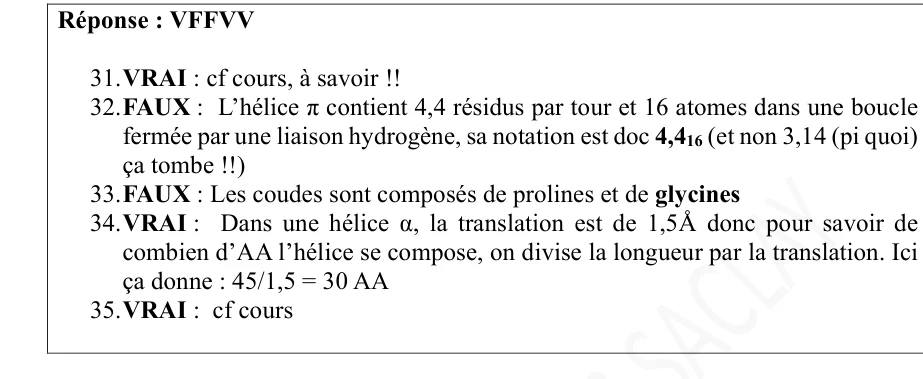 Réponse : VFFVV
31.VRAI : cf cours, à savoir !!
32.FAUX : L’hélice π contient 4,4 résidus par tour et 16 atomes dans une boucle
fermée par une liaison hydrogène, sa notation est doc 4,4₁₆ (et non 3,14 (pi quoi)
ça tombe !!)
33.FAUX : Les coudes sont composés de prolines et de glycines
34.VRAI : Dans une hélice α, la translation est de 1,5Å donc pour savoir de
combien d’AA l’hélice se compose, on divise la longueur par la translation. Ici
ça donne : 45/1,5 = 30 AA
35.VRAI : cf cours
SACLAY